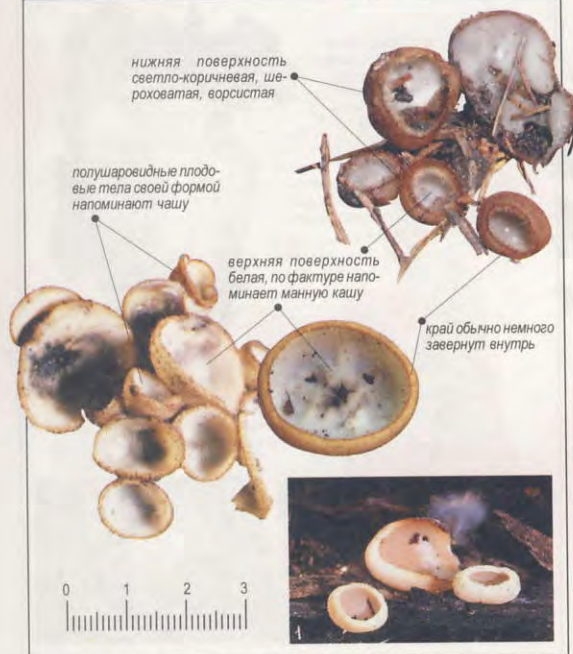 нижняя поверхность
светло-коричневая, ше-
роховатая, ворсистая
полушаровидные плодо-
вые тела своей формой
напоминают чашу
верхняя поверхность
белая, по фактуре напо-
минает манную кашу
край обычно немного
завернут внутрь
0 1 2 3
1